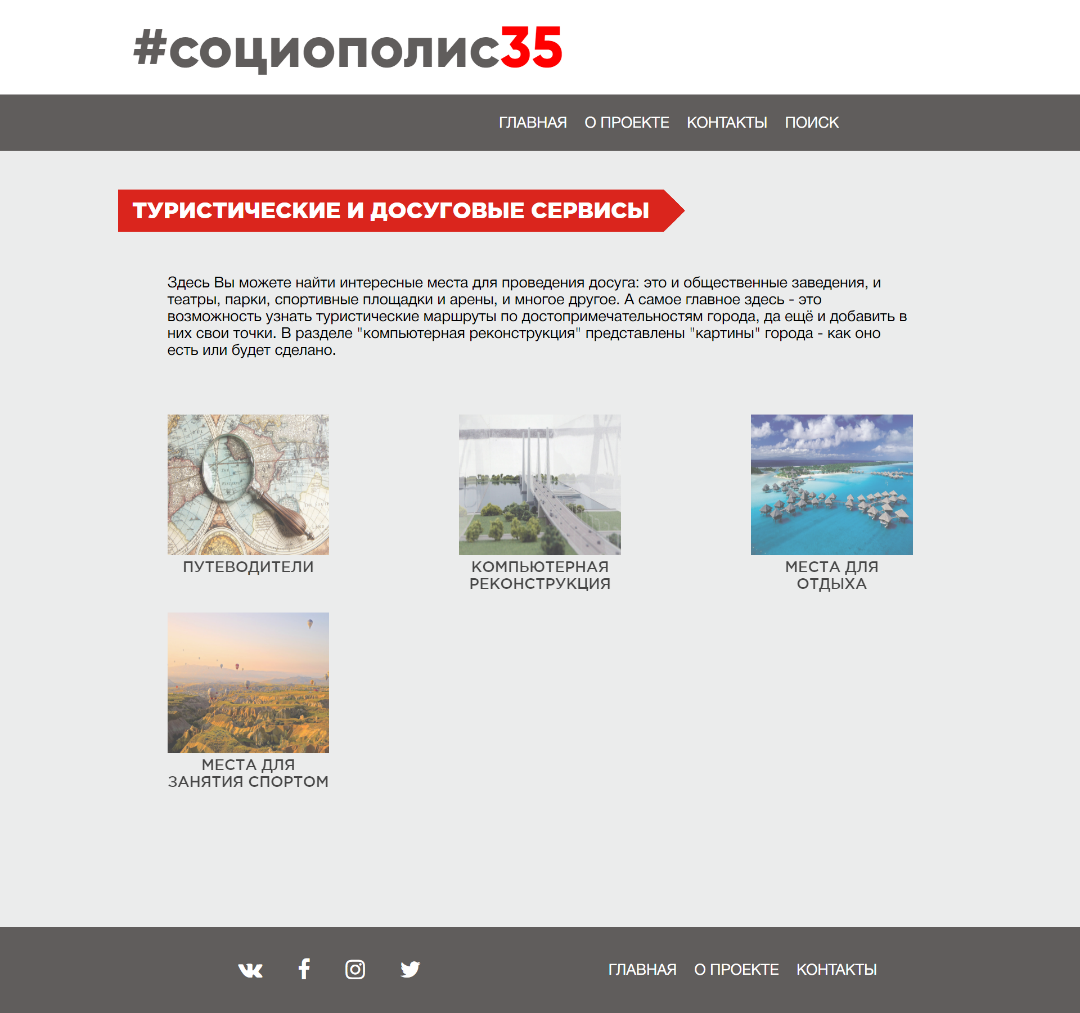 #социополис35
ГЛАВНАЯ О ПРОЕКТЕ КОНТАКТЫ ПОИСК
ТУРИСТИЧЕСКИЕ И ДОСУГОВЫЕ СЕРВИСЫ
Здесь Вы можете найти интересные места для проведения досуга: это и общественные заведения, и
театры, парки, спортивные площадки и арены, и многое другое. А самое главное здесь - это
возможность узнать туристические маршруты по достопримечательностям города, да ещё и добавить в
них свои точки. В разделе "компьютерная реконструкция" представлены "картины" города - как оно
есть или будет сделано.
ПУТЕВОДИТЕЛИ
КОМПЬЮТЕРНАЯ
РЕКОНСТРУКЦИЯ
МЕСТА ДЛЯ
ОТДЫХА
МЕСТА ДЛЯ
ЗАНЯТИЯ СПОРТОМ
ГЛАВНАЯ О ПРОЕКТЕ КОНТАКТЫ